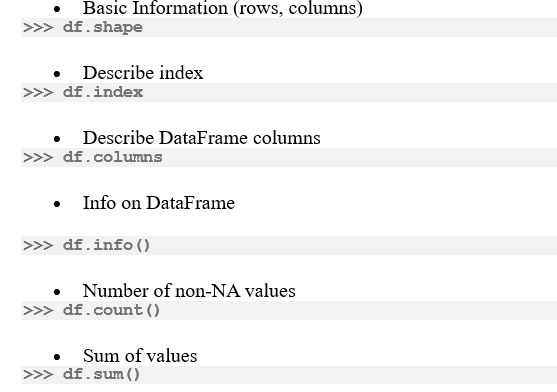 • Basic Information (rows, columns)
>>> df.shape
• Describe index
>>> df.index
• Describe DataFrame columns
>>> df.columns
• Info on DataFrame
>>> df.info()
• Number of non-NA values
>>> df.count()
• Sum of values
>>> df.sum()